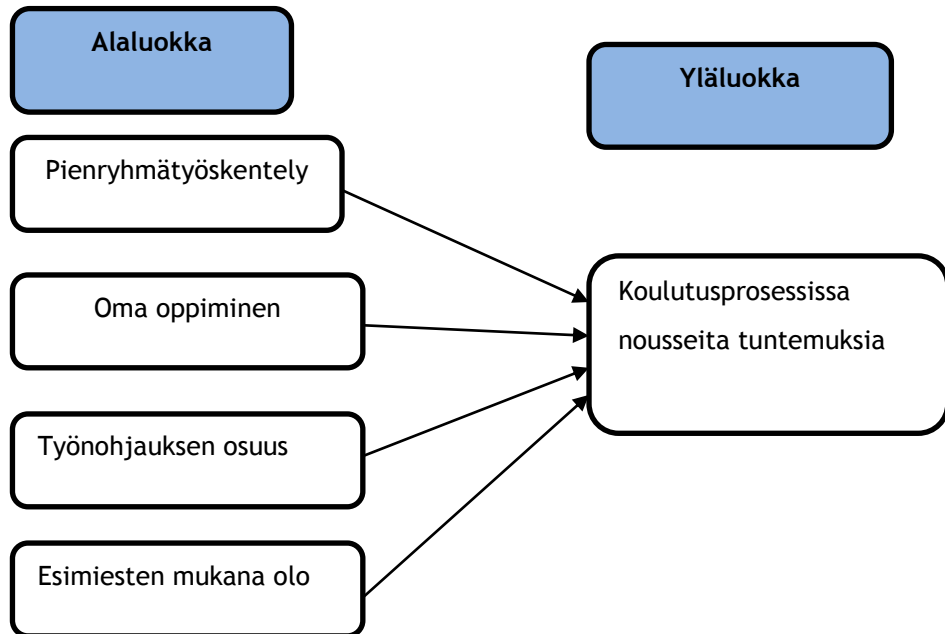 Alaluokka
Yläluokka
Pienryhmätyöskentely
Oma oppiminen
Työnohjauksen osuus
Esimiesten mukana olo
Koulutusprosessissa
nousseita tuntemuksia